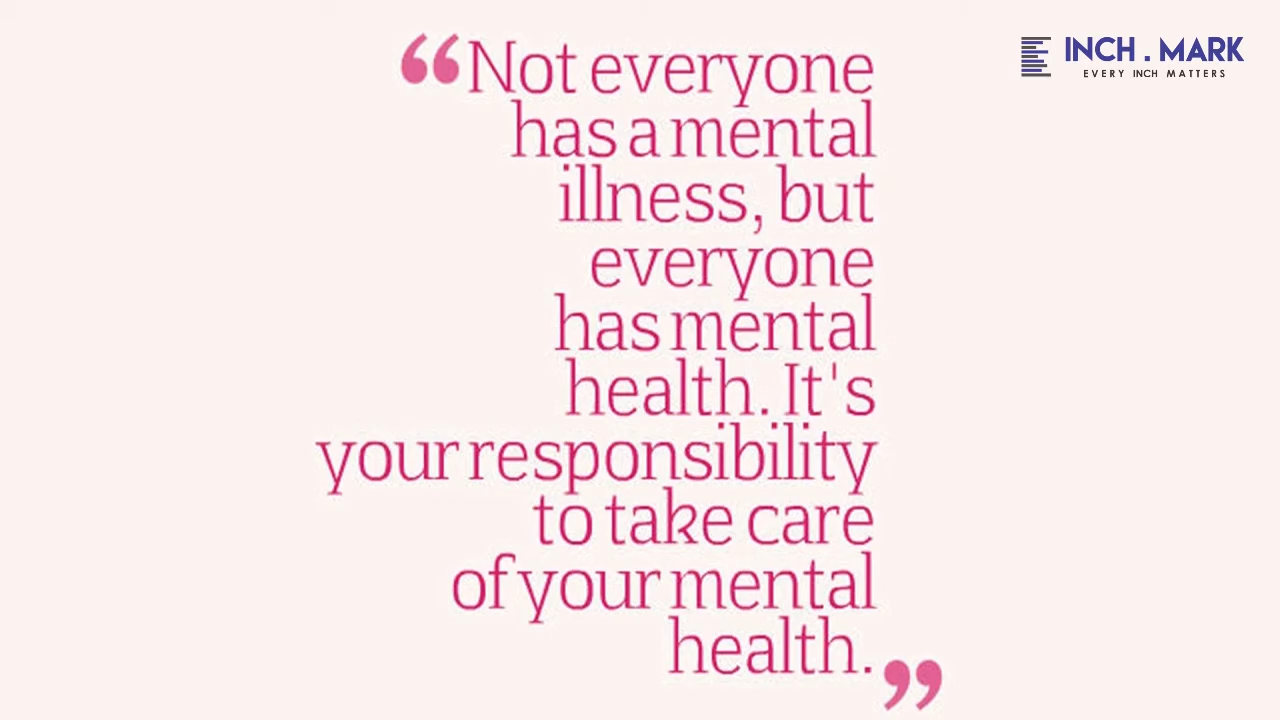 “Not everyone
has a mental
illness, but
everyone
has mental
health. It's
your responsibility
to take care
of your mental
health.”
INCH . MARK
EVERY INCH MATTERS